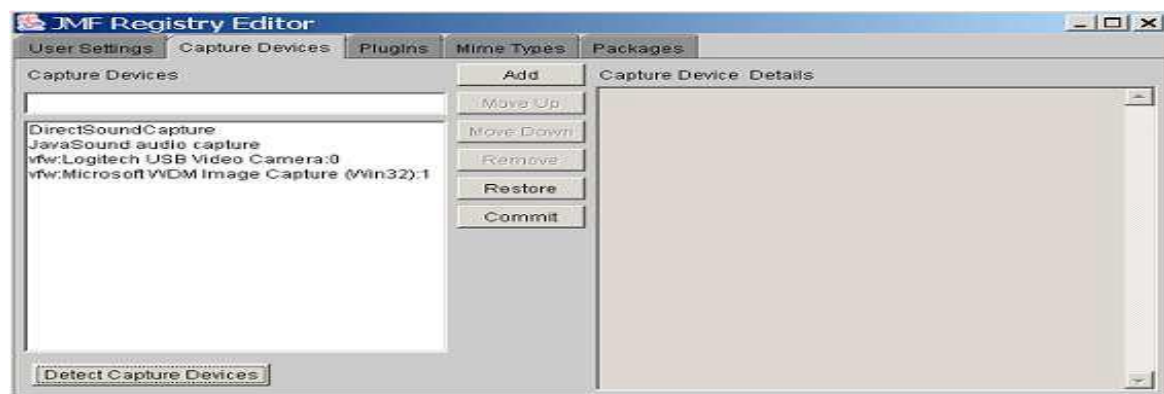 JMF Registry Editor
User Settings Capture Devices PlugIns Mime Types Packages
Capture Devices
Add
Capture Device Details
Move Up
DirectSoundCapture
Move Down
JavaSound audio capture
vfw:Logitech USB Video Camera:0
Remove
vfw:Microsoft WDM Image Capture (Win32):1
Restore
Commit
Detect Capture Devices